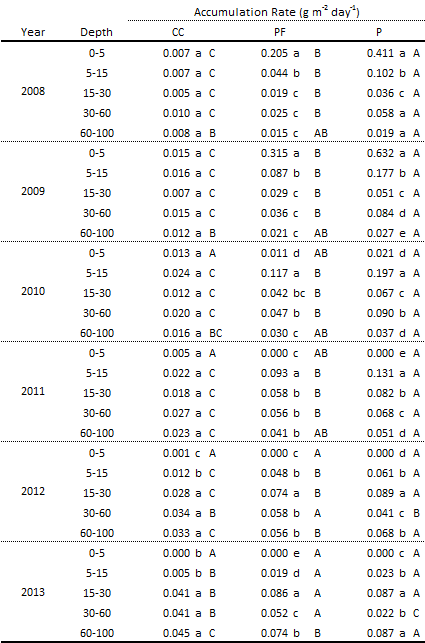 Accumulation Rate (g m⁻² day⁻¹)
Year Depth CC PF P
0-5 0.007 a C 0.205 a B 0.411 a A
5-15 0.007 a C 0.044 b B 0.102 b A
2008 15-30 0.005 a C 0.019 c B 0.036 c A
30-60 0.010 a C 0.025 c B 0.058 a A
60-100 0.008 a B 0.015 c AB 0.019 a A
0-5 0.015 a C 0.315 a B 0.632 a A
5-15 0.016 a C 0.087 b B 0.177 b A
2009 15-30 0.007 a C 0.029 c B 0.051 c A
30-60 0.015 a C 0.036 c B 0.084 d A
60-100 0.012 a B 0.021 c AB 0.027 e A
0-5 0.013 a A 0.011 d AB 0.021 d A
5-15 0.024 a C 0.117 a B 0.197 a A
2010 15-30 0.012 a C 0.042 bc B 0.067 c A
30-60 0.020 a C 0.047 b B 0.090 b A
60-100 0.016 a BC 0.030 c AB 0.037 d A
0-5 0.005 a A 0.000 c AB 0.000 e A
5-15 0.022 a C 0.093 a B 0.131 a A
2011 15-30 0.018 a C 0.058 b B 0.082 b A
30-60 0.027 a C 0.056 b B 0.068 c A
60-100 0.023 a C 0.041 b AB 0.051 d A
0-5 0.001 c A 0.000 c A 0.000 d A
5-15 0.012 b C 0.048 b B 0.061 b A
2012 15-30 0.028 a C 0.074 a B 0.089 a A
30-60 0.034 a B 0.058 b A 0.041 c B
60-100 0.033 a C 0.056 b B 0.068 b A
0-5 0.000 b A 0.000 e A 0.000 c A
5-15 0.005 b B 0.019 d A 0.023 b A
2013 15-30 0.041 a B 0.086 a A 0.087 a A
30-60 0.041 a B 0.052 c A 0.022 b C
60-100 0.045 a C 0.074 b B 0.087 a A